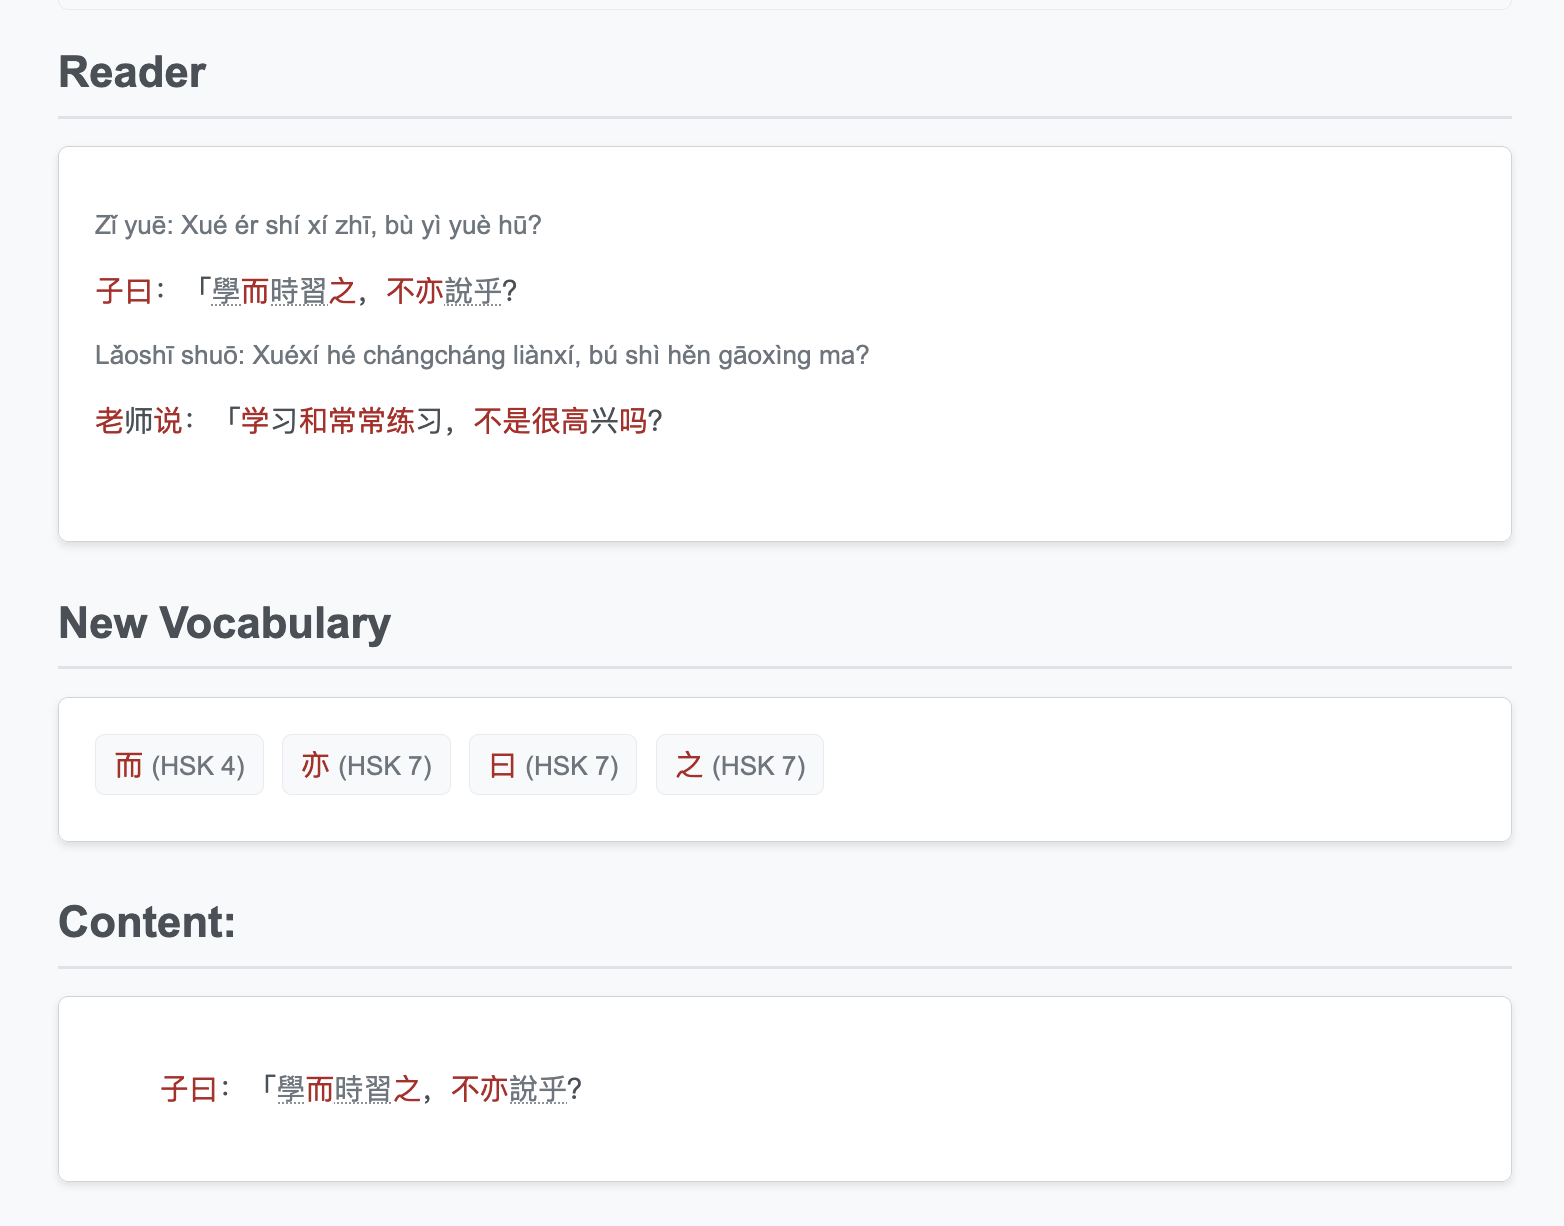 Reader
Zǐ yuē: Xué ér shí xí zhī, bù yì yuè hū?
子曰：「學而時習之，不亦說乎?
Lǎoshī shuō: Xuéxí hé chángcháng liànxí, bú shì hěn gāoxìng ma?
老师说：「学习和常常练习，不是很高兴吗?
New Vocabulary
而 (HSK 4) 亦 (HSK 7) 曰 (HSK 7) 之 (HSK 7)
Content:
子曰：「學而時習之，不亦說乎?